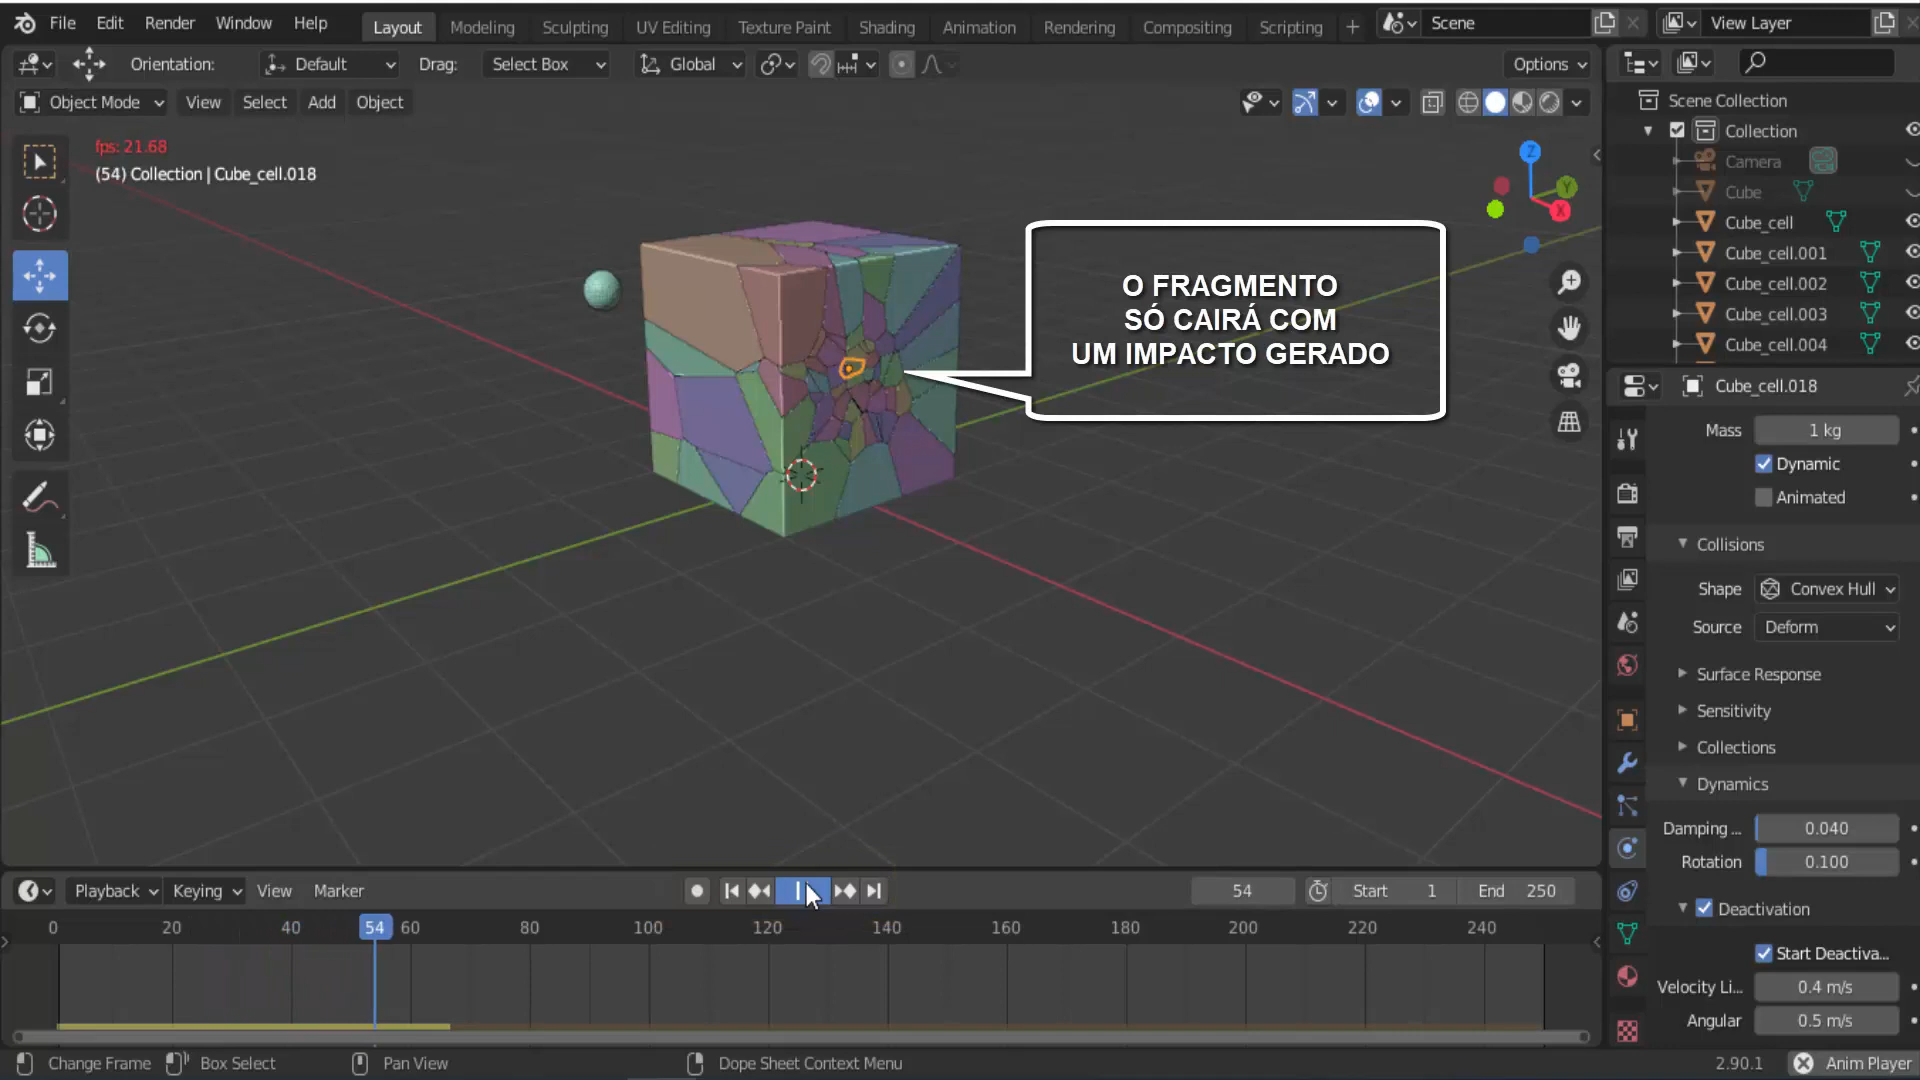 File Edit Render Window Help Layout Modeling Sculpting UV Editing Texture Paint Shading Animation Rendering Compositing Scripting + Scene View Layer
Orientation: Default Drag: Select Box Global Options
Object Mode View Select Add Object
fps: 21.68
(54) Collection | Cube_cell.018
Z
Y
X
O FRAGMENTO
SÓ CAIRÁ COM
UM IMPACTO GERADO
Scene Collection
Collection
Camera
Cube
Cube_cell
Cube_cell.001
Cube_cell.002
Cube_cell.003
Cube_cell.004
Cube_cell.018
Mass 1 kg
Dynamic
Animated
Collisions
Shape Convex Hull
Source Deform
Surface Response
Sensitivity
Collections
Dynamics
Damping ... 0.040
Rotation 0.100
Deactivation
Start Deactiva...
Velocity Li... 0.4 m/s
Angular 0.5 m/s
Playback Keying View Marker 54 Start 1 End 250
0 20 40 54 60 80 100 120 140 160 180 200 220 240
Change Frame Box Select Pan View Dope Sheet Context Menu 2.90.1 Anim Player